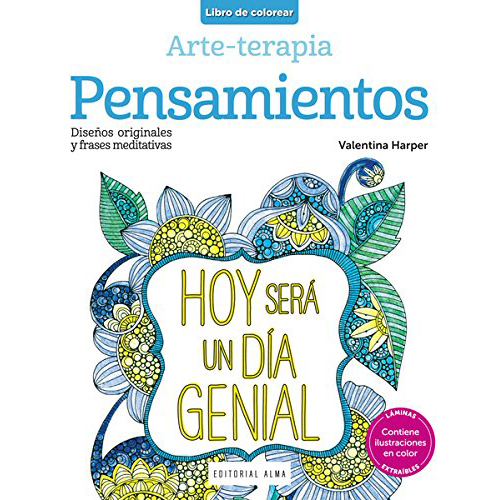 Libro de colorear
Arte-terapia
Pensamientos
Diseños originales
y frases meditativas
Valentina Harper
HOY SERÁ
UN DÍA
GENIAL
LÁMINAS
Contiene
ilustraciones
en color
EXTRAÍBLES
EDITORIAL ALMA